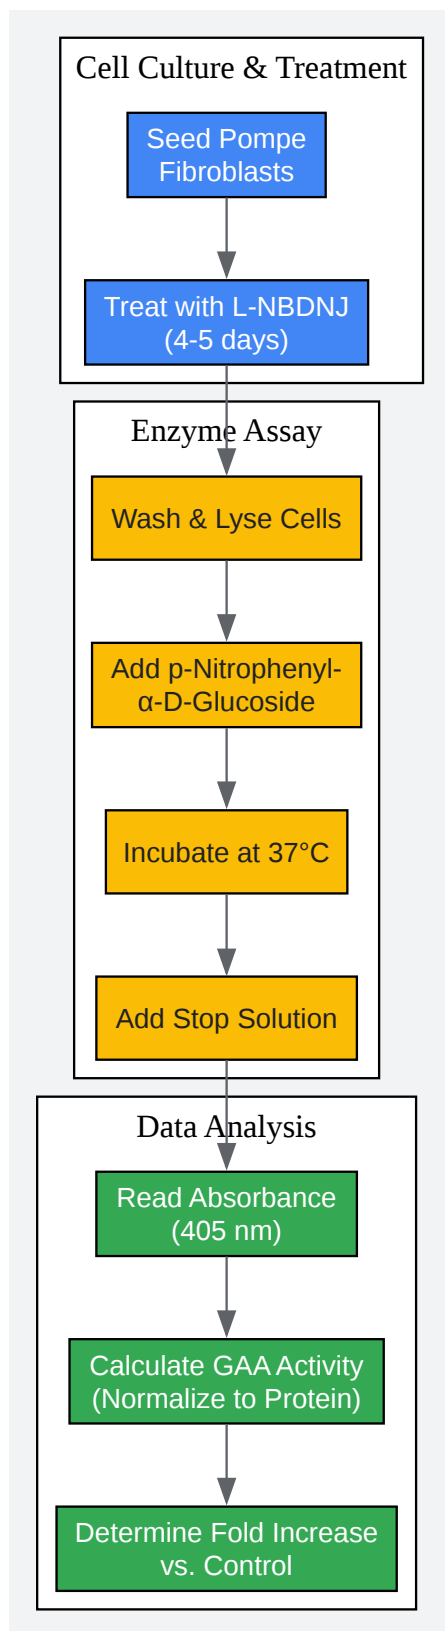 Cell Culture & Treatment
Seed Pompe
Fibroblasts
Treat with L-NBDNJ
(4-5 days)
Enzyme Assay
Wash & Lyse Cells
Add p-Nitrophenyl-
α-D-Glucoside
Incubate at 37°C
Add Stop Solution
Data Analysis
Read Absorbance
(405 nm)
Calculate GAA Activity
(Normalize to Protein)
Determine Fold Increase
vs. Control